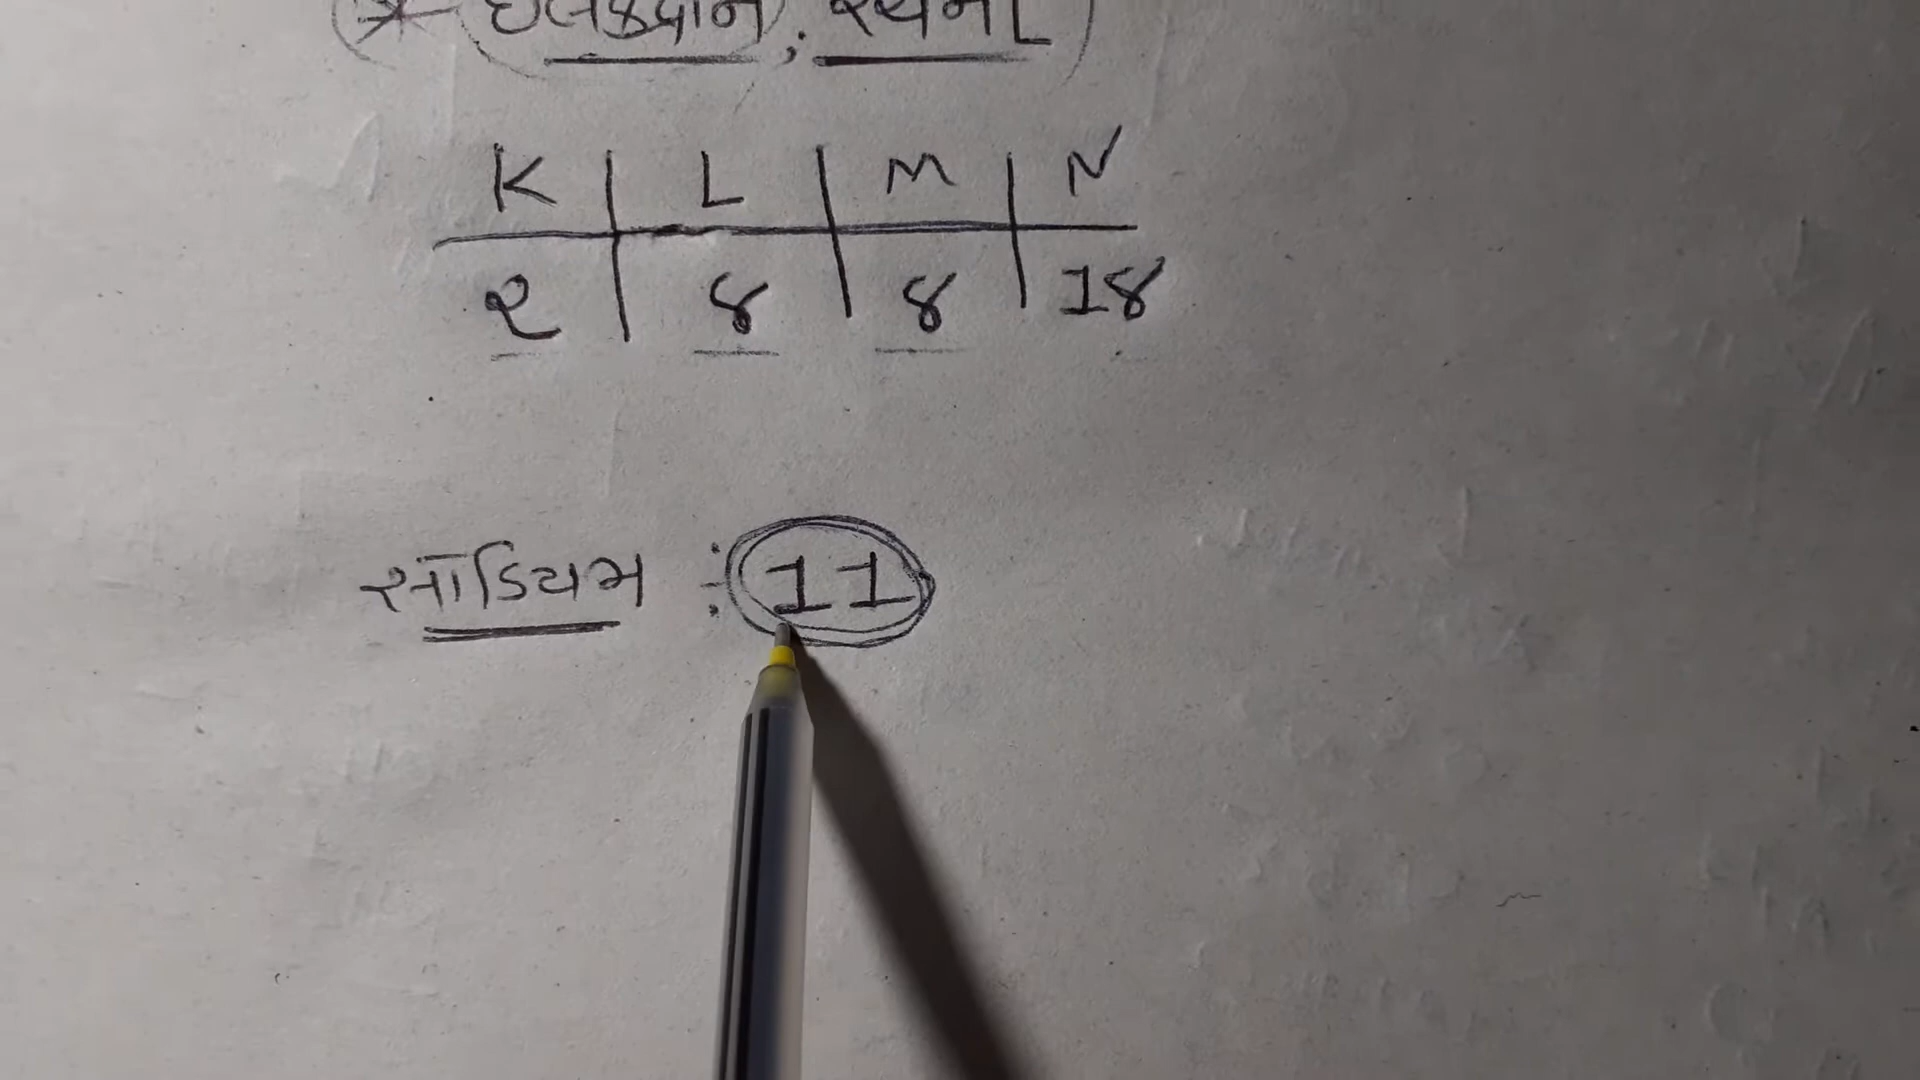 * ઇલેક્ટ્રોન રચના
K | L | M | N
૨ | 8 | 8 | 18
સોડિયમ : 11